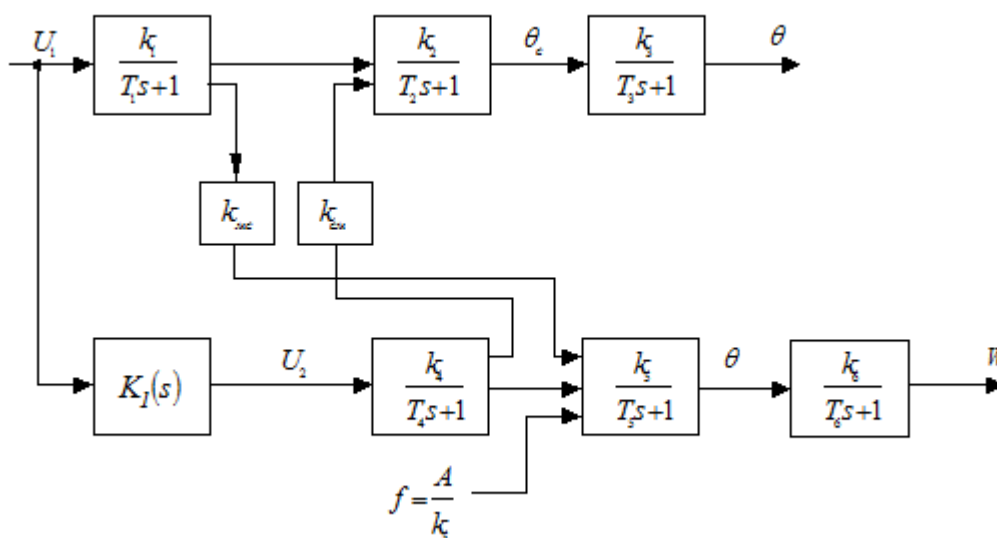 U₁
k₁ / T₁s+1
k₂ / T₂s+1
θc
k₃ / T₃s+1
θ
K₁(s)
U₂
k₄ / T₄s+1
k₅ / T₅s+1
θ
k₆ / T₆s+1
W
f = A / k